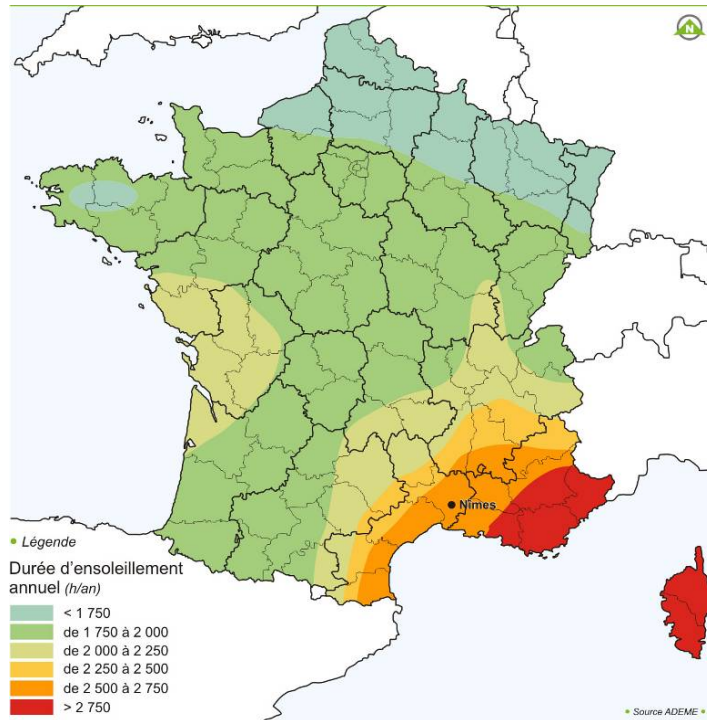 Nîmes
• Légende
Durée d'ensoleillement
annuel (h/an)
< 1 750
de 1 750 à 2 000
de 2 000 à 2 250
de 2 250 à 2 500
de 2 500 à 2 750
> 2 750
• Source ADEME •